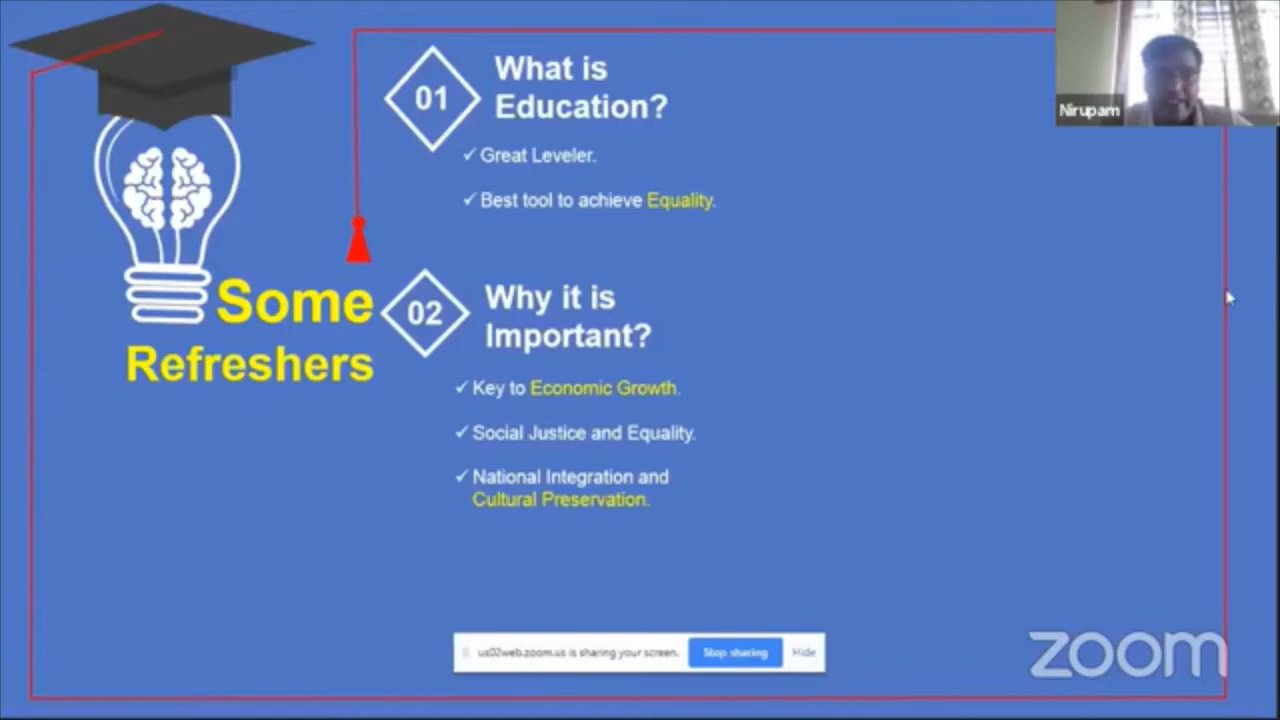 Some
Refreshers
01
What is
Education?
✓ Great Leveler.
✓ Best tool to achieve Equality.
02
Why it is
Important?
✓ Key to Economic Growth.
✓ Social Justice and Equality.
✓ National Integration and
Cultural Preservation.
Nirupam
us02web.zoom.us is sharing your screen.
Stop sharing
Hide
zoom